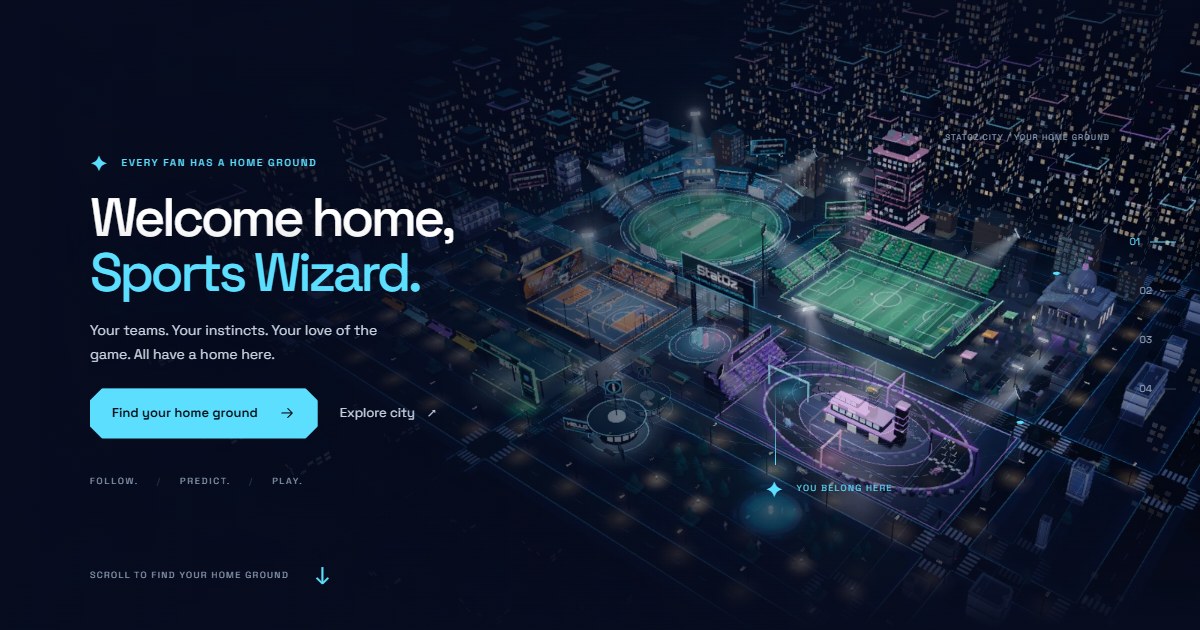 STATOZ CITY / YOUR HOME GROUND
EVERY FAN HAS A HOME GROUND
Welcome home,
Sports Wizard.
StatOz
01
02
03
04
Your teams. Your instincts. Your love of the
game. All have a home here.
Find your home ground →
Explore city ↗
FOLLOW. / PREDICT. / PLAY.
YOU BELONG HERE
SCROLL TO FIND YOUR HOME GROUND ↓